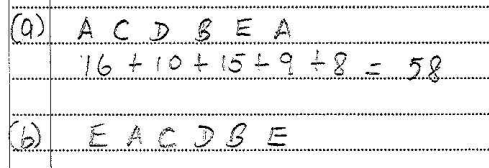 (a) A C D B E A
16 + 10 + 15 + 9 + 8 = 58
(b) E A C D B E